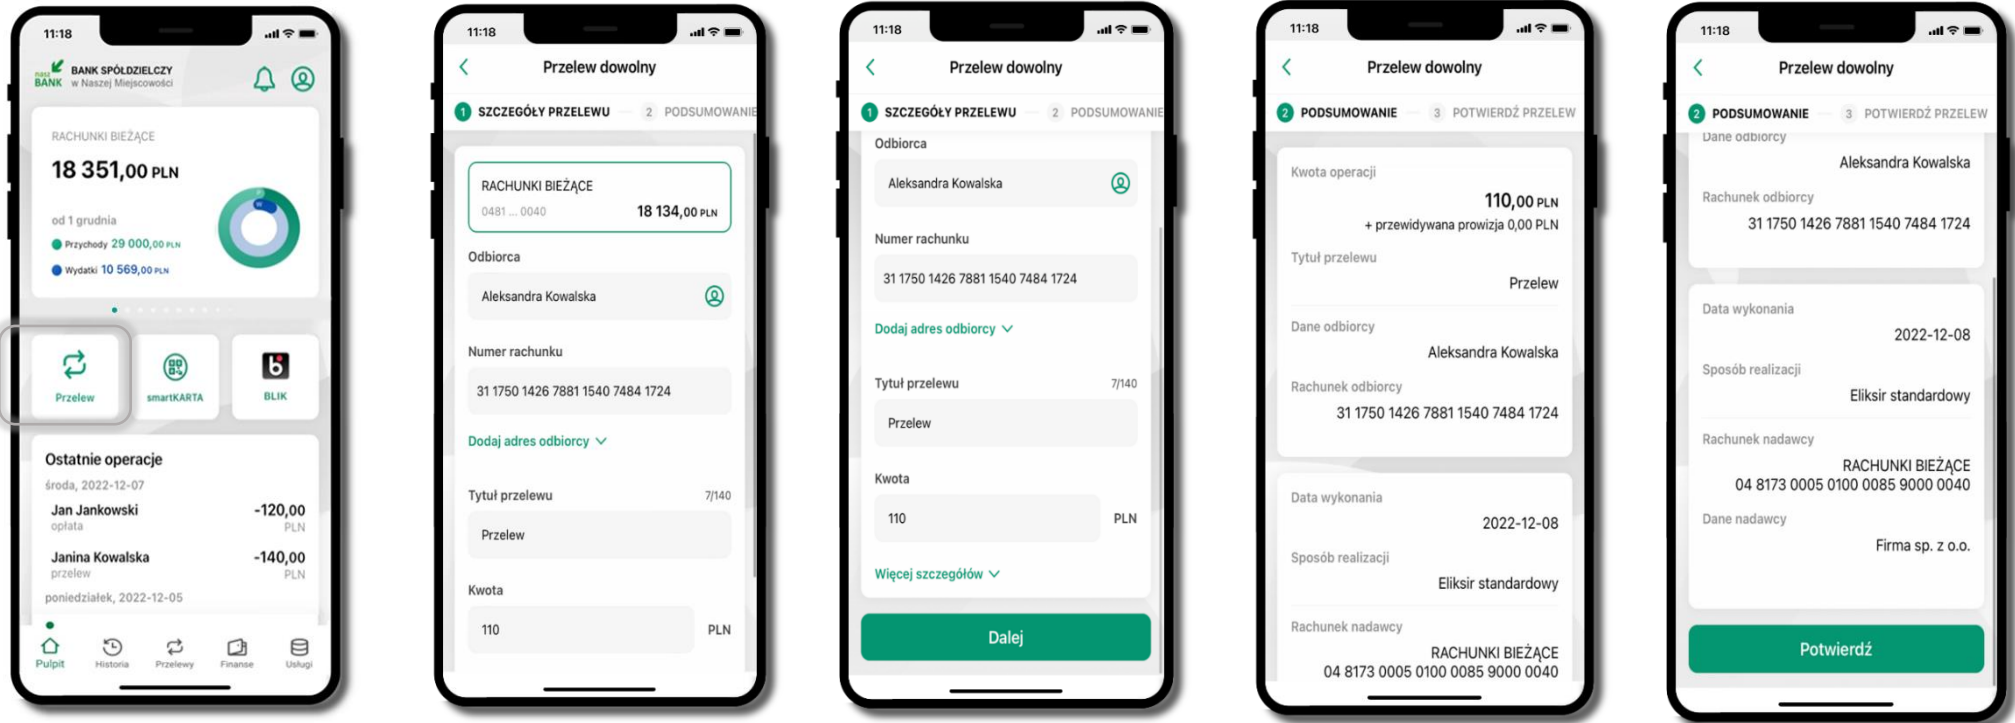 11:18
nasz BANK
BANK SPÓŁDZIELCZY
w Naszej Miejscowości
RACHUNKI BIEŻĄCE
18 351,00 PLN
od 1 grudnia
Przychody 29 000,00 PLN
Wydatki 10 569,00 PLN
Przelew
smartKARTA
BLIK
Ostatnie operacje
środa, 2022-12-07
Jan Jankowski -120,00
opłata PLN
Janina Kowalska -140,00
przelew PLN
poniedziałek, 2022-12-05
Pulpit Historia Przelewy Finanse Usługi
11:18
Przelew dowolny
1 SZCZEGÓŁY PRZELEWU 2 PODSUMOWANIE
RACHUNKI BIEŻĄCE
0481 ... 0040 18 134,00 PLN
Odbiorca
Aleksandra Kowalska
Numer rachunku
31 1750 1426 7881 1540 7484 1724
Dodaj adres odbiorcy
Tytuł przelewu 7/140
Przelew
Kwota
110 PLN
11:18
Przelew dowolny
1 SZCZEGÓŁY PRZELEWU 2 PODSUMOWANIE
Odbiorca
Aleksandra Kowalska
Numer rachunku
31 1750 1426 7881 1540 7484 1724
Dodaj adres odbiorcy
Tytuł przelewu 7/140
Przelew
Kwota
110 PLN
Więcej szczegółów
Dalej
11:18
Przelew dowolny
2 PODSUMOWANIE 3 POTWIERDŹ PRZELEW
Kwota operacji
110,00 PLN
+ przewidywana prowizja 0,00 PLN
Tytuł przelewu
Przelew
Dane odbiorcy
Aleksandra Kowalska
Rachunek odbiorcy
31 1750 1426 7881 1540 7484 1724
Data wykonania
2022-12-08
Sposób realizacji
Eliksir standardowy
Rachunek nadawcy
RACHUNKI BIEŻĄCE
04 8173 0005 0100 0085 9000 0040
11:18
Przelew dowolny
2 PODSUMOWANIE 3 POTWIERDŹ PRZELEW
Dane odbiorcy
Aleksandra Kowalska
Rachunek odbiorcy
31 1750 1426 7881 1540 7484 1724
Data wykonania
2022-12-08
Sposób realizacji
Eliksir standardowy
Rachunek nadawcy
RACHUNKI BIEŻĄCE
04 8173 0005 0100 0085 9000 0040
Dane nadawcy
Firma sp. z o.o.
Potwierdź